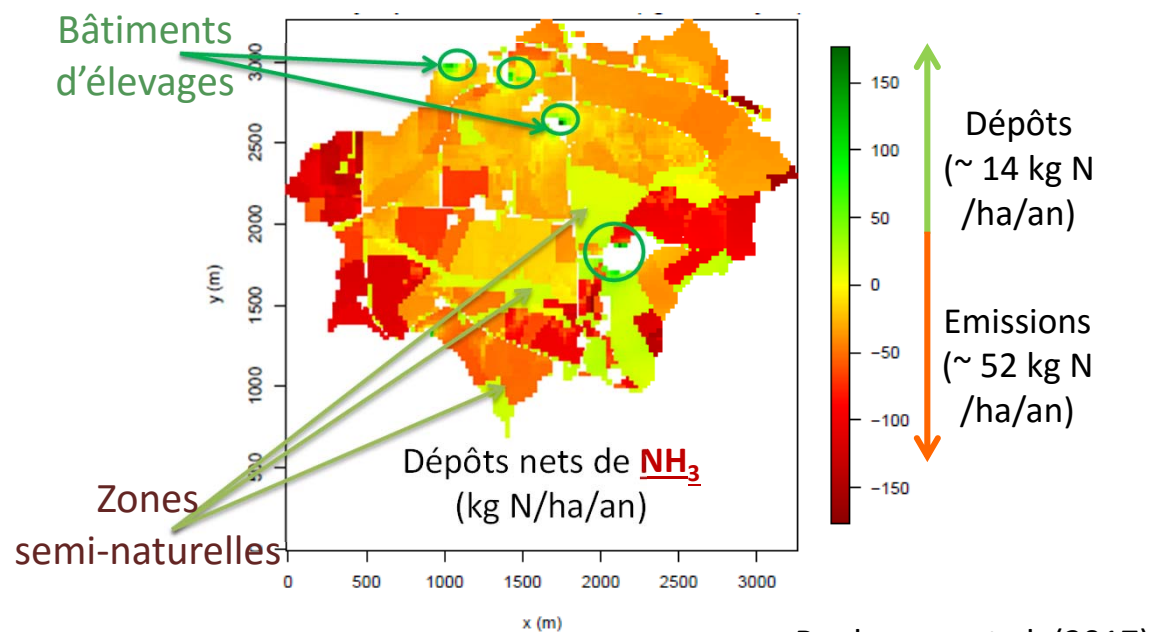 Bâtiments
d'élevages
y (m)
3000
2500
2000
1500
1000
500
0
0 500 1000 1500 2000 2500 3000
x (m)
Dépôts nets de NH₃
(kg N/ha/an)
Zones
semi-naturelles
150
100
50
0
−50
−100
−150
Dépôts
(~ 14 kg N
/ha/an)
Emissions
(~ 52 kg N
/ha/an)